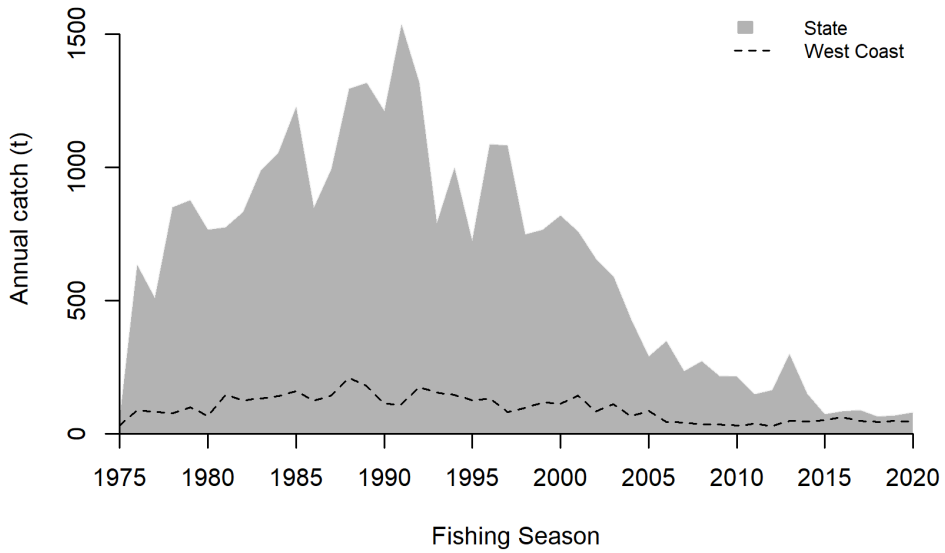 State
West Coast
Annual catch (t)
1500
1000
500
0
1975 1980 1985 1990 1995 2000 2005 2010 2015 2020
Fishing Season